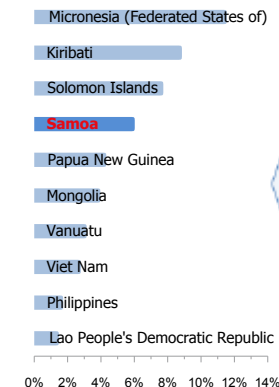 Micronesia (Federated States of)
Kiribati
Solomon Islands
Samoa
Papua New Guinea
Mongolia
Vanuatu
Viet Nam
Philippines
Lao People's Democratic Republic
0% 2% 4% 6% 8% 10% 12% 14%